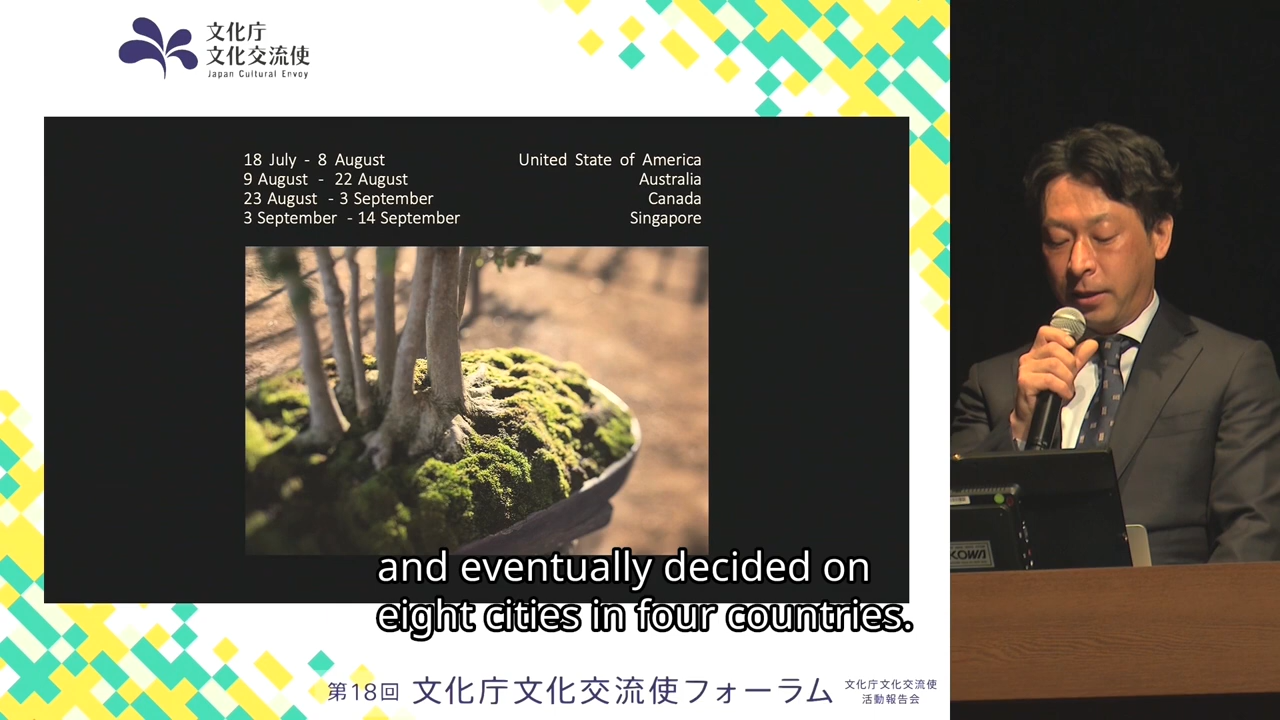 文化庁
文化交流使
Japan Cultural Envoy
18 July - 8 August United State of America
9 August - 22 August Australia
23 August - 3 September Canada
3 September - 14 September Singapore
and eventually decided on
eight cities in four countries.
KOWA
第18回 文化庁文化交流使フォーラム
文化庁文化交流使
活動報告会